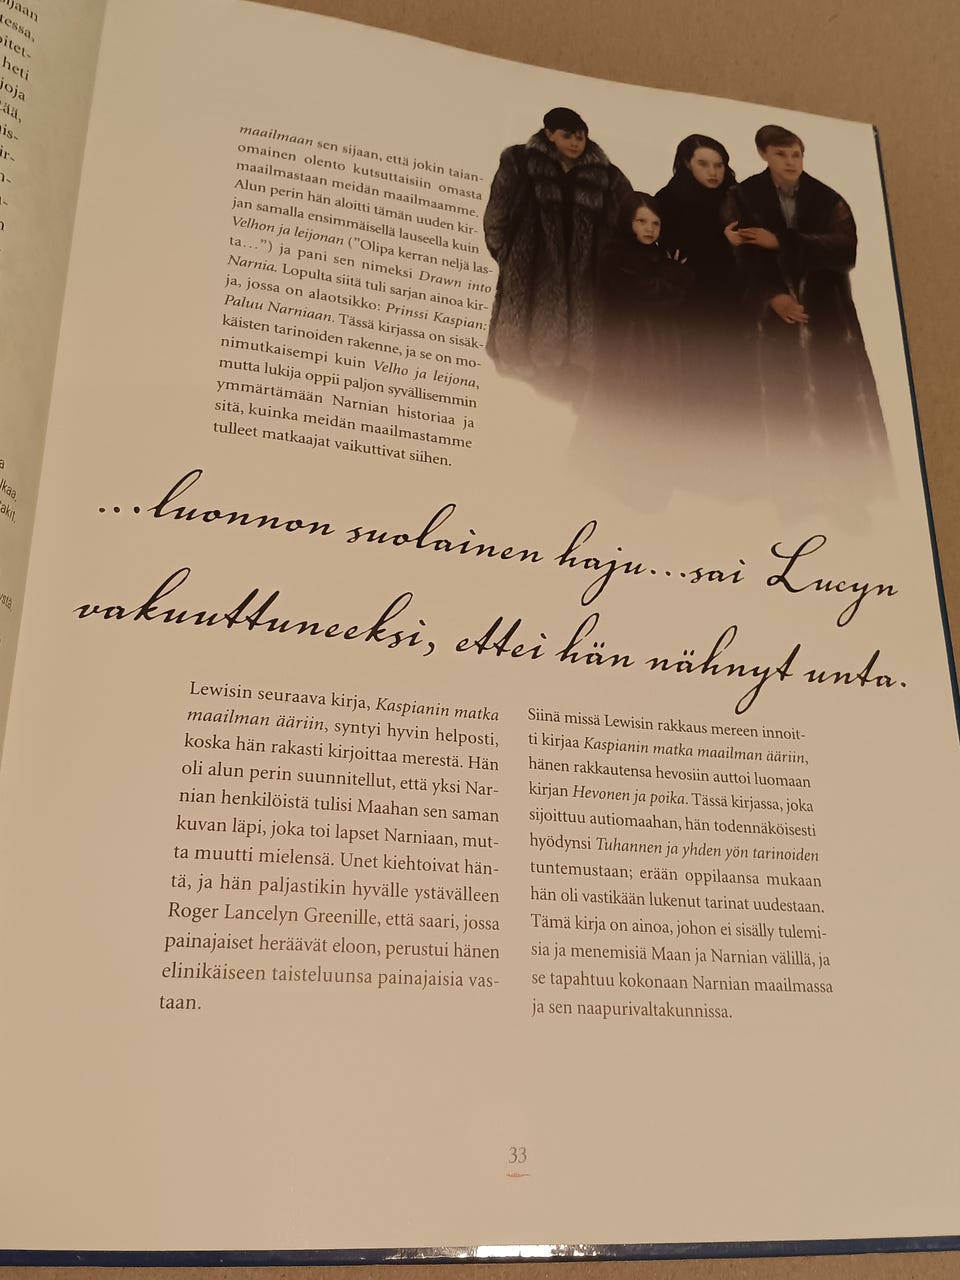 ijaan
tessa,
oitet-
heti
joja
tää,
is-
ir-
n-
n
maailmaan sen sijaan, että jokin taian-
omainen olento kutsuttaisiin omasta
maailmastaan meidän maailmaamme.
Alun perin hän aloitti tämän uuden kir-
jan samalla ensimmäisellä lauseella kuin
Velhon ja leijonan (”Olipa kerran neljä las-
ta…”) ja pani sen nimeksi Drawn into
Narnia. Lopulta siitä tuli sarjan ainoa kir-
ja, jossa on alaotsikko: Prinssi Kaspian:
Paluu Narniaan. Tässä kirjassa on sisäk-
käisten tarinoiden rakenne, ja se on mo-
nimutkaisempi kuin Velho ja leijona,
mutta lukija oppii paljon syvällisemmin
ymmärtämään Narnian historiaa ja
sitä, kuinka meidän maailmastamme
tulleet matkaajat vaikuttivat siihen.
…luonnon suolainen haju…sai Lucyn
vakuuttuneeksi, ettei hän nähnyt unta.
Lewisin seuraava kirja, Kaspianin matka
maailman ääriin, syntyi hyvin helposti,
koska hän rakasti kirjoittaa merestä. Hän
oli alun perin suunnitellut, että yksi Nar-
nian henkilöistä tulisi Maahan sen saman
kuvan läpi, joka toi lapset Narniaan, mut-
ta muutti mielensä. Unet kiehtoivat hän-
tä, ja hän paljastikin hyvälle ystävälleen
Roger Lancelyn Greenille, että saari, jossa
painajaiset heräävät eloon, perustui hänen
elinikäiseen taisteluunsa painajaisia vas-
taan.
Siinä missä Lewisin rakkaus mereen innoit-
ti kirjaa Kaspianin matka maailman ääriin,
hänen rakkautensa hevosiin auttoi luomaan
kirjan Hevonen ja poika. Tässä kirjassa, joka
sijoittuu autiomaahan, hän todennäköisesti
hyödynsi Tuhannen ja yhden yön tarinoiden
tuntemustaan; erään oppilaansa mukaan
hän oli vastikään lukenut tarinat uudestaan.
Tämä kirja on ainoa, johon ei sisälly tulemi-
sia ja menemisiä Maan ja Narnian välillä, ja
se tapahtuu kokonaan Narnian maailmassa
ja sen naapurivaltakunnissa.
33